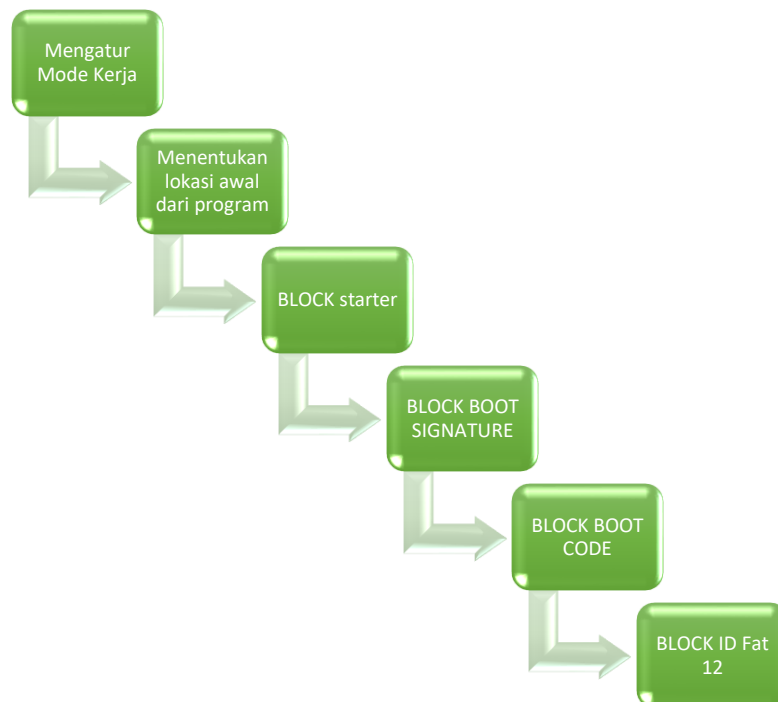 Mengatur
Mode Kerja
Menentukan
lokasi awal
dari program
BLOCK starter
BLOCK BOOT
SIGNATURE
BLOCK BOOT
CODE
BLOCK ID Fat
12